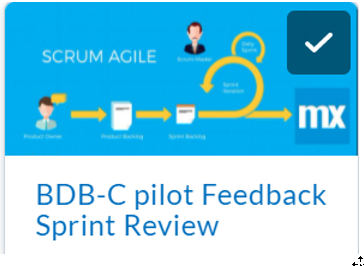 SCRUM AGILE
Scrum Master
Daily
Scrum
Sprint
Iteration
Product Owner
Product Backlog
Sprint Backlog
mx
BDB-C pilot Feedback
Sprint Review